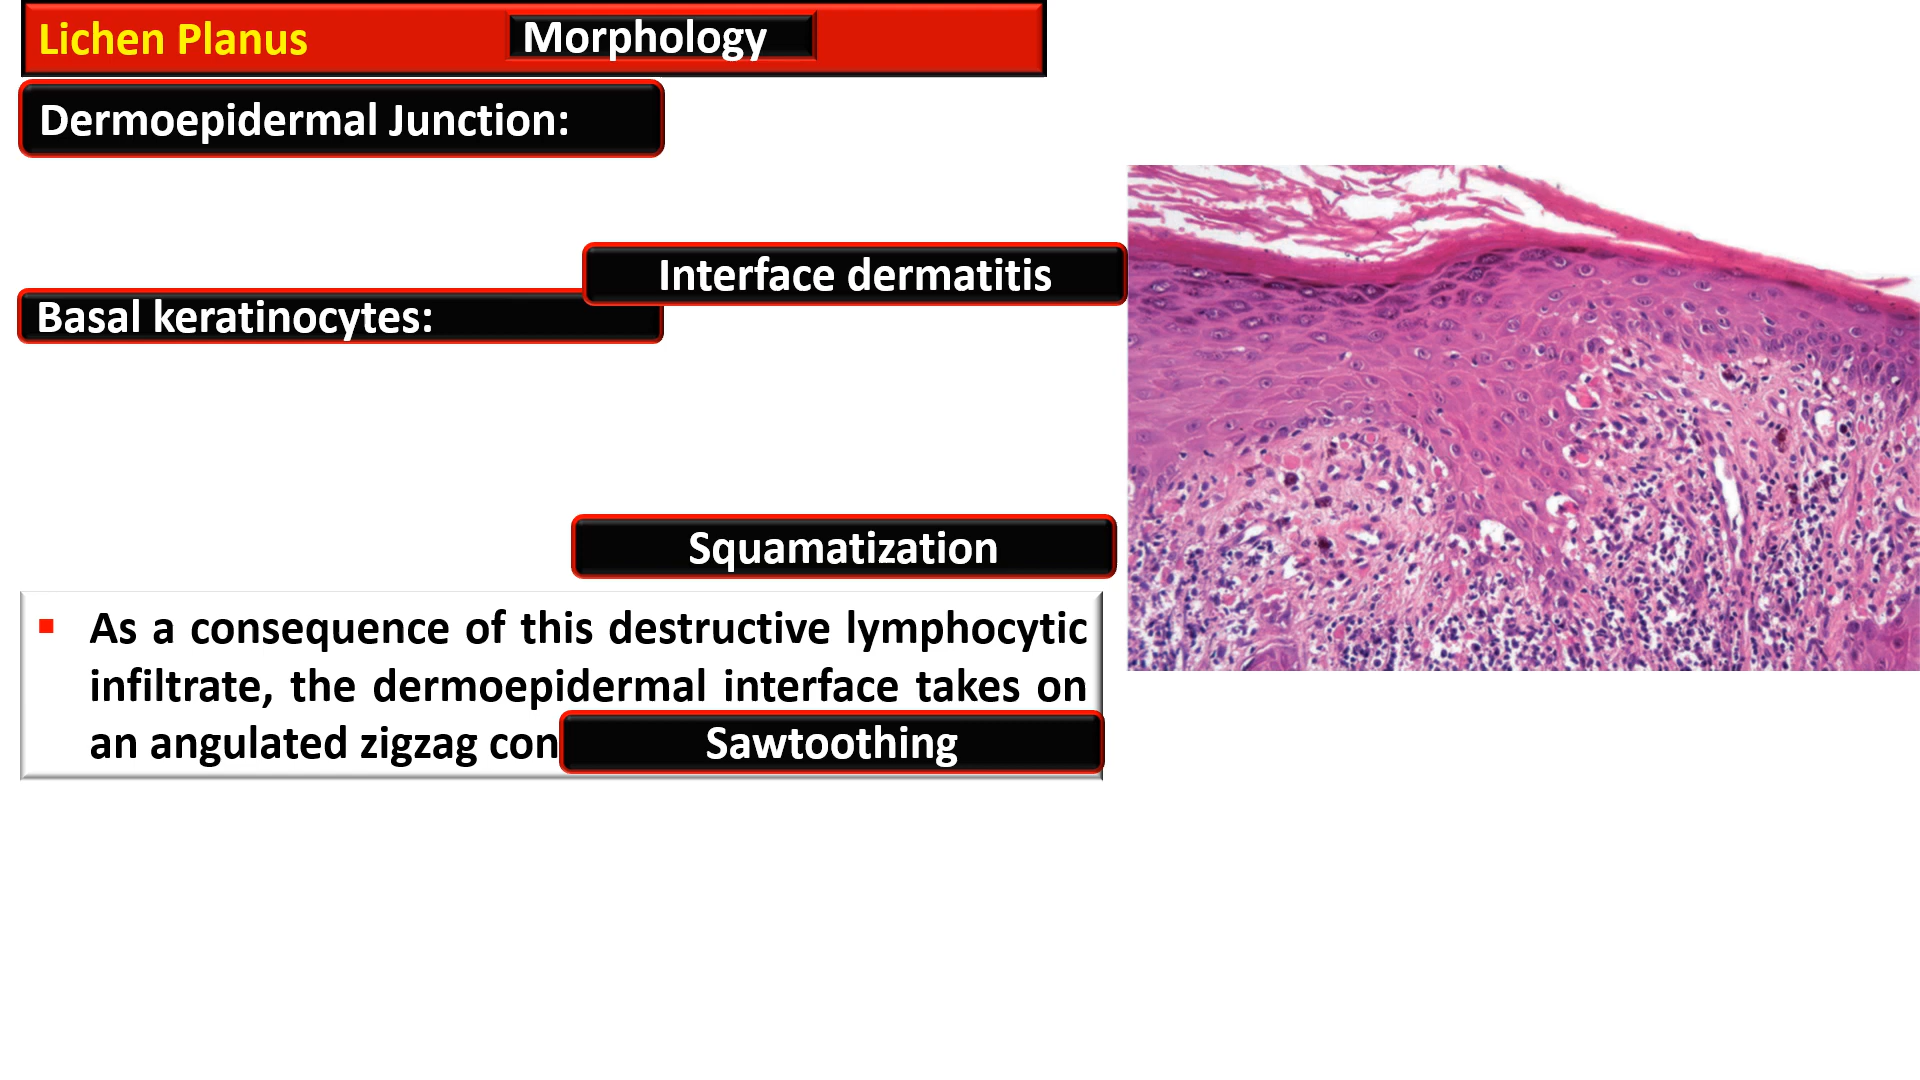 Lichen Planus
Morphology
Dermoepidermal Junction:
Interface dermatitis
Basal keratinocytes:
Squamatization
As a consequence of this destructive lymphocytic
infiltrate, the dermoepidermal interface takes on
an angulated zigzag con
Sawtoothing